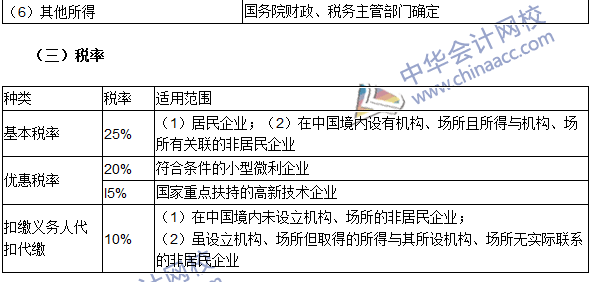 （6）其他所得 国务院财政、税务主管部门确定
（三）税率
中华会计网校
www.chinaacc.com
种类 税率 适用范围
基本税率 25% （1）居民企业；（2）在中国境内设有机构、场所且所得与机构、场
所有关联的非居民企业
优惠税率 20% 符合条件的小型微利企业
I5% 国家重点扶持的高新技术企业
扣缴义务人代
扣代缴 10% （1）在中国境内未设立机构、场所的非居民企业；
（2）虽设立机构、场所但取得的所得与其所设机构、场所无实际联系
的非居民企业